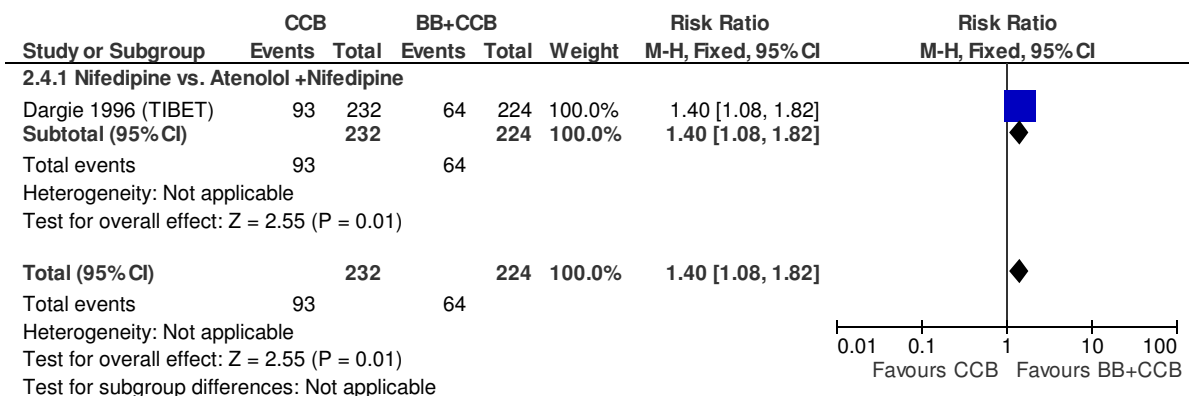 CCB BB+CCB Risk Ratio Risk Ratio
Study or Subgroup Events Total Events Total Weight M-H, Fixed, 95% CI M-H, Fixed, 95% CI
2.4.1 Nifedipine vs. Atenolol +Nifedipine
Dargie 1996 (TIBET) 93 232 64 224 100.0% 1.40 [1.08, 1.82]
Subtotal (95% CI) 232 224 100.0% 1.40 [1.08, 1.82]
Total events 93 64
Heterogeneity: Not applicable
Test for overall effect: Z = 2.55 (P = 0.01)
Total (95% CI) 232 224 100.0% 1.40 [1.08, 1.82]
Total events 93 64
Heterogeneity: Not applicable
Test for overall effect: Z = 2.55 (P = 0.01)
Test for subgroup differences: Not applicable
0.01 0.1 1 10 100
Favours CCB Favours BB+CCB